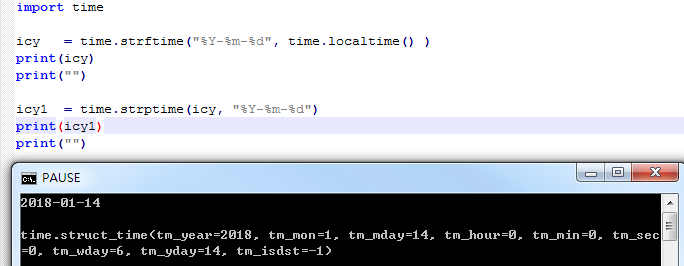 import time
icy   = time.strftime("%Y-%m-%d", time.localtime() )
print(icy)
print("")
icy1  = time.strptime(icy, "%Y-%m-%d")
print(icy1)
print("")
C:\.
PAUSE
2018-01-14
time.struct_time(tm_year=2018, tm_mon=1, tm_mday=14, tm_hour=0, tm_min=0, tm_sec
=0, tm_wday=6, tm_yday=14, tm_isdst=-1)